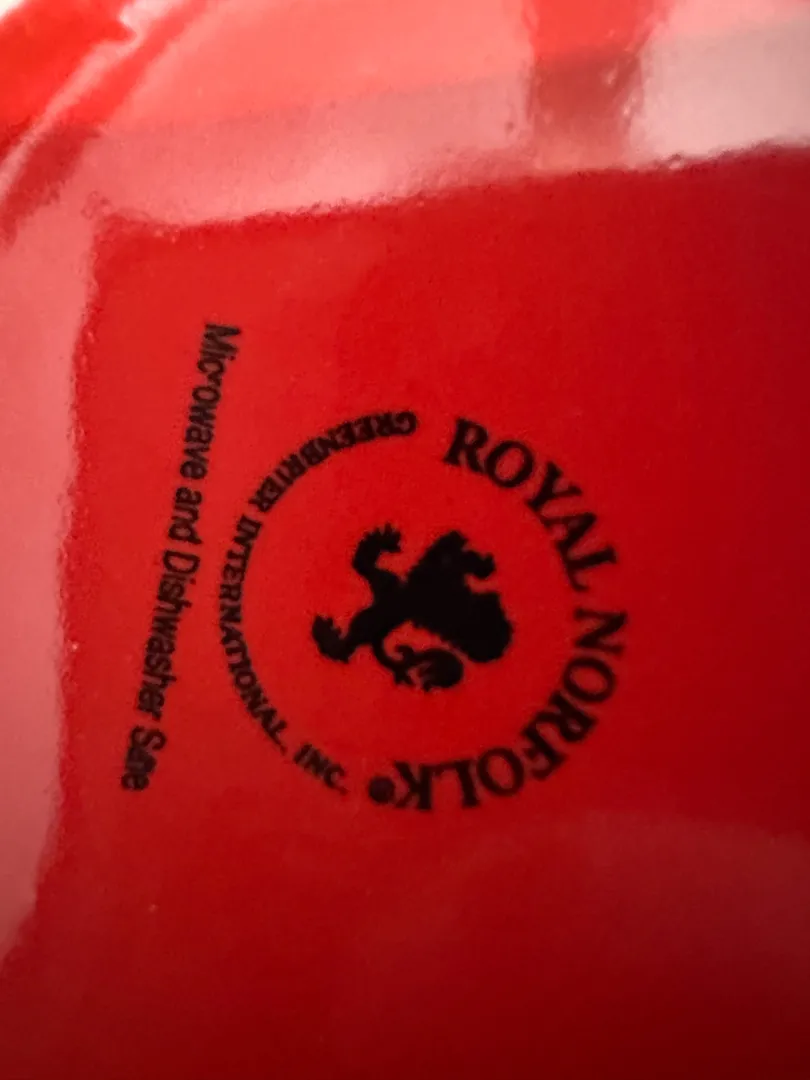 ROYAL NORFOLK®
GREENBRIER INTERNATIONAL, INC.
Microwave and Dishwasher Safe